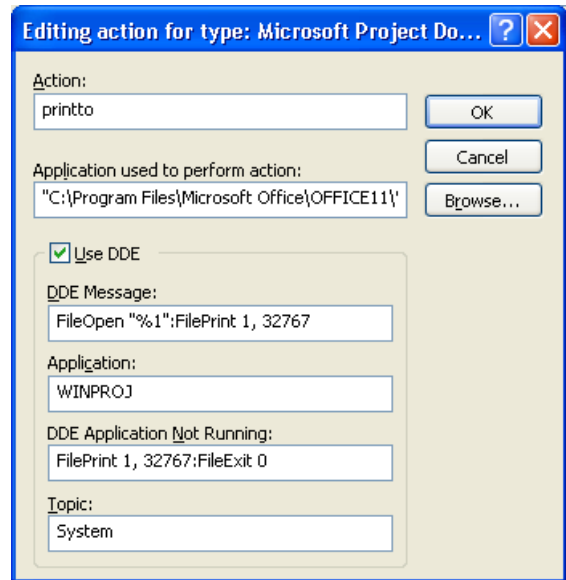 Editing action for type: Microsoft Project Do...
Action:
printto
OK
Cancel
Application used to perform action:
"C:\Program Files\Microsoft Office\OFFICE11\'
Browse...
Use DDE
DDE Message:
FileOpen "%1":FilePrint 1, 32767
Application:
WINPROJ
DDE Application Not Running:
FilePrint 1, 32767:FileExit 0
Topic:
System